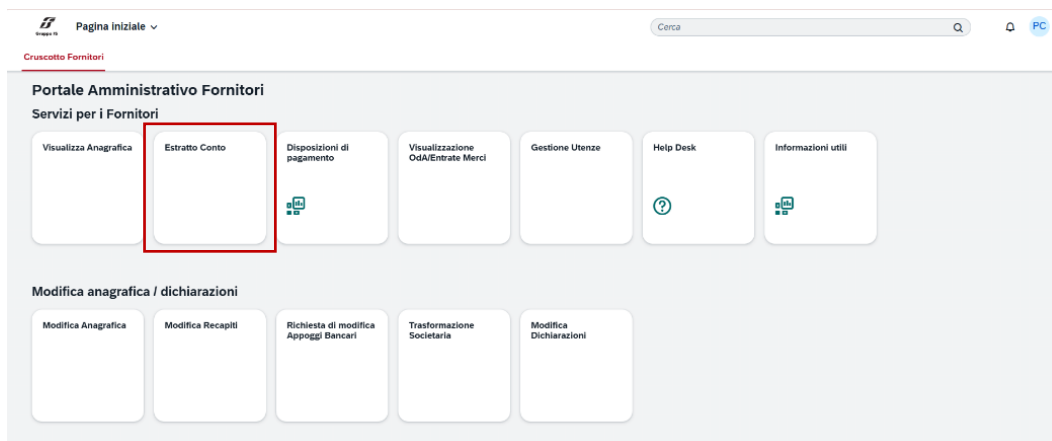 Gruppo FS
Pagina iniziale
Cerca
PC
Cruscotto Fornitori
Portale Amministrativo Fornitori
Servizi per i Fornitori
Visualizza Anagrafica
Estratto Conto
Disposizioni di
pagamento
Visualizzazione
OdA/Entrate Merci
Gestione Utenze
Help Desk
Informazioni utili
Modifica anagrafica / dichiarazioni
Modifica Anagrafica
Modifica Recapiti
Richiesta di modifica
Appoggi Bancari
Trasformazione
Societaria
Modifica
Dichiarazioni